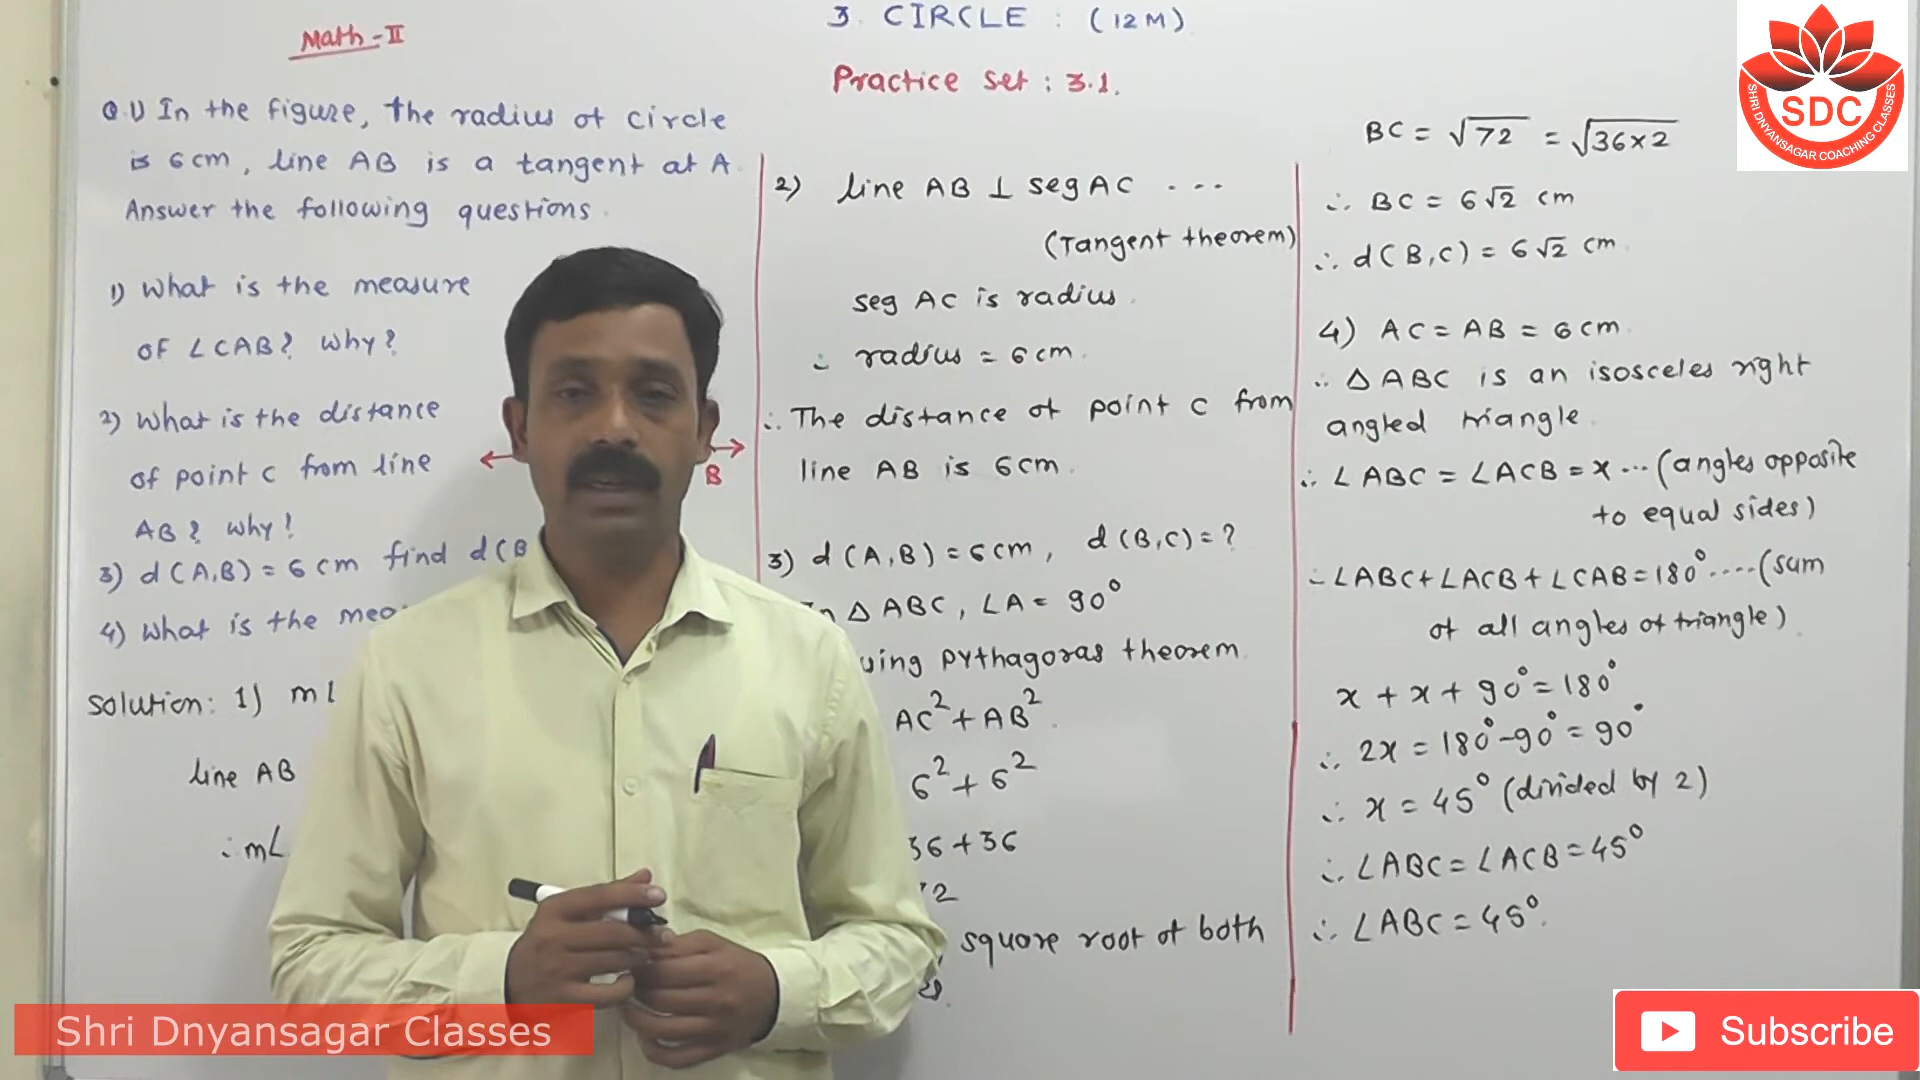 Math-II
3. CIRCLE : (12M)
Practice set : 3.1.
Q.1) In the figure, the radius of circle
is 6cm, line AB is a tangent at A.
Answer the following questions.
1) What is the measure
of ∠CAB? Why?
2) What is the distance
of point C from line
AB? Why?
3) d(A,B) = 6cm find d(B
4) What is the
Solution: 1) m∠
line AB
∴ m∠
B
2) line AB ⊥ seg AC ...
(Tangent theorem)
seg AC is radius.
∴ radius = 6cm.
∴ The distance of point C from
line AB is 6cm.
3) d(A,B) = 6cm, d(B,C) = ?
△ABC, ∠A = 90°
Pythagoras theorem.
AC² + AB².
6² + 6²
36 + 36
square root of both
BC = √72 = √36×2
∴ BC = 6√2 cm
∴ d(B,C) = 6√2 cm.
4) AC = AB = 6cm.
∴ △ABC is an isosceles right
angled triangle.
∴ ∠ABC = ∠ACB = x ... (angles opposite
to equal sides)
∴ ∠ABC + ∠ACB + ∠CAB = 180° .... (sum
of all angles of triangle).
x + x + 90° = 180°
∴ 2x = 180° - 90° = 90°
∴ x = 45° (divided by 2)
∴ ∠ABC = ∠ACB = 45°
∴ ∠ABC = 45°.
SDC
SHRI DNYANSAGAR COACHING CLASSES
Shri Dnyansagar Classes
Subscribe